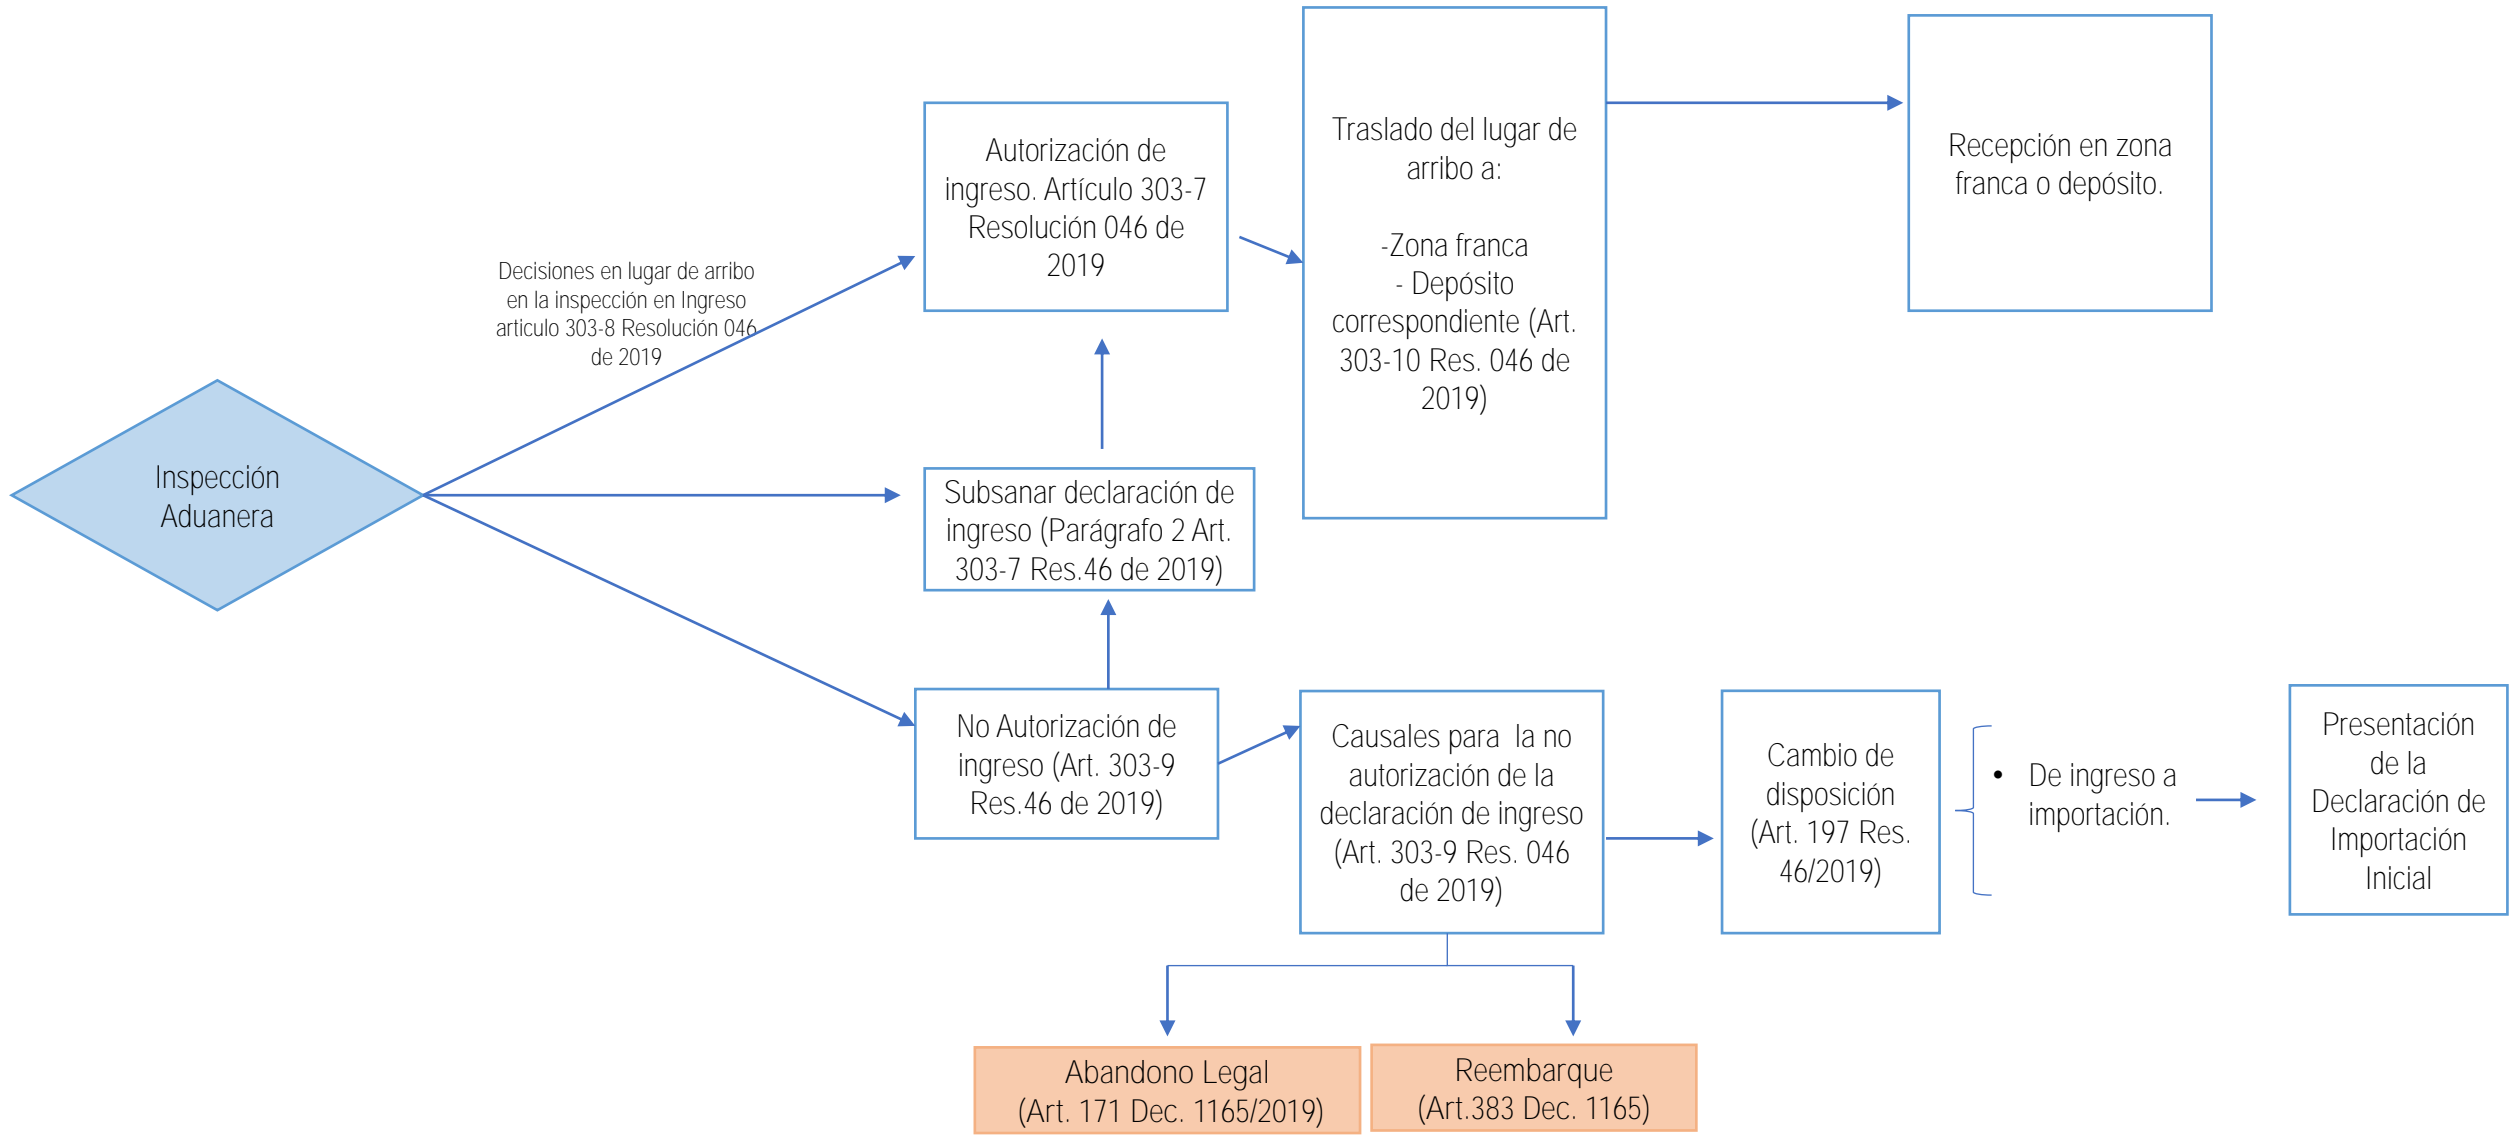 Inspección
Aduanera
Decisiones en lugar de arribo
en la inspección en Ingreso
articulo 303-8 Resolución 046
de 2019
Autorización de
ingreso. Artículo 303-7
Resolución 046 de
2019
Traslado del lugar de
arribo a:
-Zona franca
- Depósito
correspondiente (Art.
303-10 Res. 046 de
2019)
Recepción en zona
franca o depósito.
Subsanar declaración de
ingreso (Parágrafo 2 Art.
303-7 Res.46 de 2019)
No Autorización de
ingreso (Art. 303-9
Res.46 de 2019)
Causales para la no
autorización de la
declaración de ingreso
(Art. 303-9 Res. 046
de 2019)
Cambio de
disposición
(Art. 197 Res.
46/2019)
• De ingreso a
importación.
Presentación
de la
Declaración de
Importación
Inicial
Abandono Legal
(Art. 171 Dec. 1165/2019)
Reembarque
(Art.383 Dec. 1165)